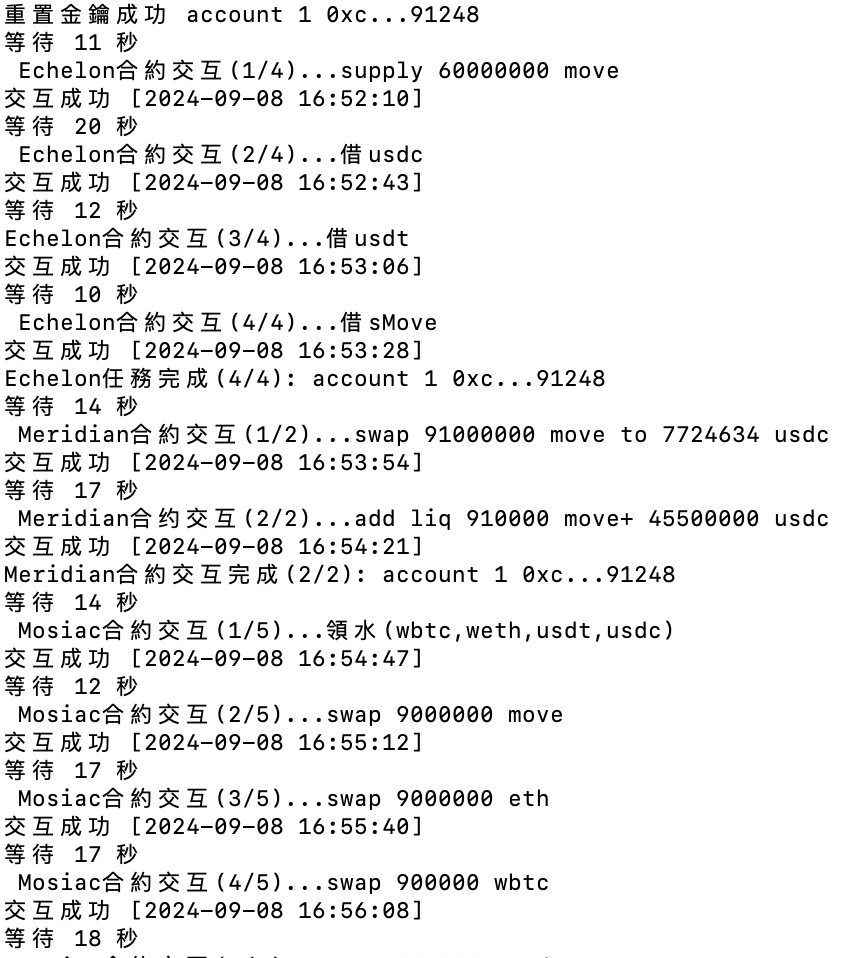 重置金鑰成功 account 1 0xc...91248
等待 11 秒
Echelon合約交互(1/4)...supply 60000000 move
交互成功 [2024-09-08 16:52:10]
等待 20 秒
Echelon合約交互(2/4)...借usdc
交互成功 [2024-09-08 16:52:43]
等待 12 秒
Echelon合約交互(3/4)...借usdt
交互成功 [2024-09-08 16:53:06]
等待 10 秒
Echelon合約交互(4/4)...借sMove
交互成功 [2024-09-08 16:53:28]
Echelon任務完成(4/4): account 1 0xc...91248
等待 14 秒
Meridian合約交互(1/2)...swap 91000000 move to 7724634 usdc
交互成功 [2024-09-08 16:53:54]
等待 17 秒
Meridian合约交互(2/2)...add liq 910000 move+ 45500000 usdc
交互成功 [2024-09-08 16:54:21]
Meridian合約交互完成(2/2): account 1 0xc...91248
等待 14 秒
Mosiac合約交互(1/5)...領水(wbtc,weth,usdt,usdc)
交互成功 [2024-09-08 16:54:47]
等待 12 秒
Mosiac合約交互(2/5)...swap 9000000 move
交互成功 [2024-09-08 16:55:12]
等待 17 秒
Mosiac合約交互(3/5)...swap 9000000 eth
交互成功 [2024-09-08 16:55:40]
等待 17 秒
Mosiac合約交互(4/5)...swap 900000 wbtc
交互成功 [2024-09-08 16:56:08]
等待 18 秒